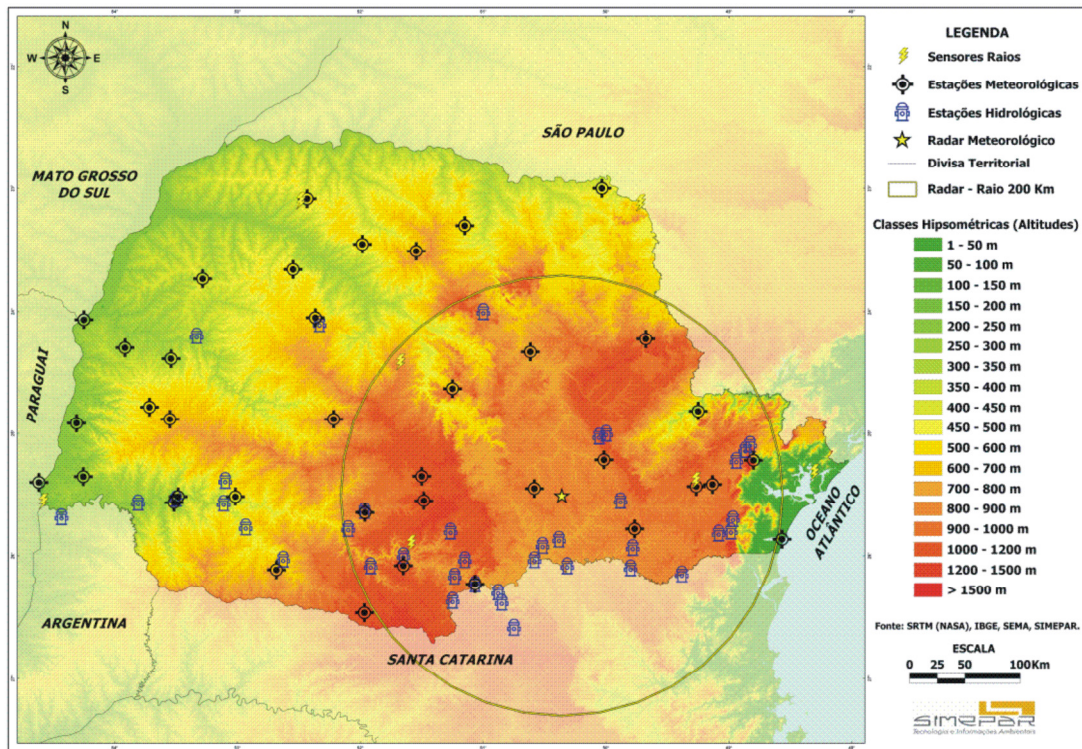 N
W E
S
SÃO PAULO
MATO GROSSO
DO SUL
PARAGUAI
ARGENTINA
SANTA CATARINA
OCEANO
ATLÂNTICO
LEGENDA
Sensores Raios
Estações Meteorológicas
Estações Hidrológicas
Radar Meteorológico
Divisa Territorial
Radar - Raio 200 Km
Classes Hipsométricas (Altitudes)
1 - 50 m
50 - 100 m
100 - 150 m
150 - 200 m
200 - 250 m
250 - 300 m
300 - 350 m
350 - 400 m
400 - 450 m
450 - 500 m
500 - 600 m
600 - 700 m
700 - 800 m
800 - 900 m
900 - 1000 m
1000 - 1200 m
1200 - 1500 m
> 1500 m
Fonte: SRTM (NASA), IBGE, SEMA, SIMEPAR.
ESCALA
0 25 50 100Km
SIMEPAR
Tecnologia e Informações Ambientais